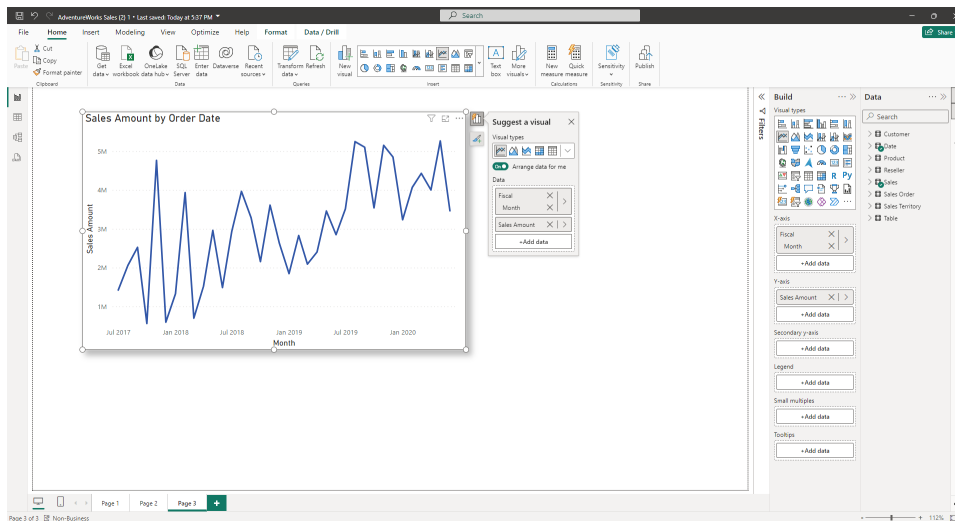 AdventureWorks Sales (2) 1 • Last saved: Today at 5:37 PM
Search
File Home Insert Modeling View Optimize Help Format Data / Drill
Share
Paste
Cut
Copy
Format painter
Clipboard
Get data
Excel workbook
OneLake data hub
SQL Server
Enter data
Dataverse
Recent sources
Data
Transform data
Refresh
Queries
New visual
Text box
More visuals
Insert
New measure
Quick measure
Calculations
Sensitivity
Sensitivity
Publish
Share
Sales Amount by Order Date
5M
4M
3M
2M
1M
Sales Amount
Jul 2017 Jan 2018 Jul 2018 Jan 2019 Jul 2019 Jan 2020
Month
Suggest a visual
Visual types
On
Arrange data for me
Data
Fiscal
Month
Sales Amount
+Add data
Filters
Build
Visual types
R Py
X-axis
Fiscal
Month
+Add data
Y-axis
Sales Amount
+Add data
Secondary y-axis
+Add data
Legend
+Add data
Small multiples
+Add data
Tooltips
+Add data
Data
Search
Customer
Date
Product
Reseller
Sales
Sales Order
Sales Territory
Table
Page 1 Page 2 Page 3 +
Page 3 of 3 Non-Business
- + 112%